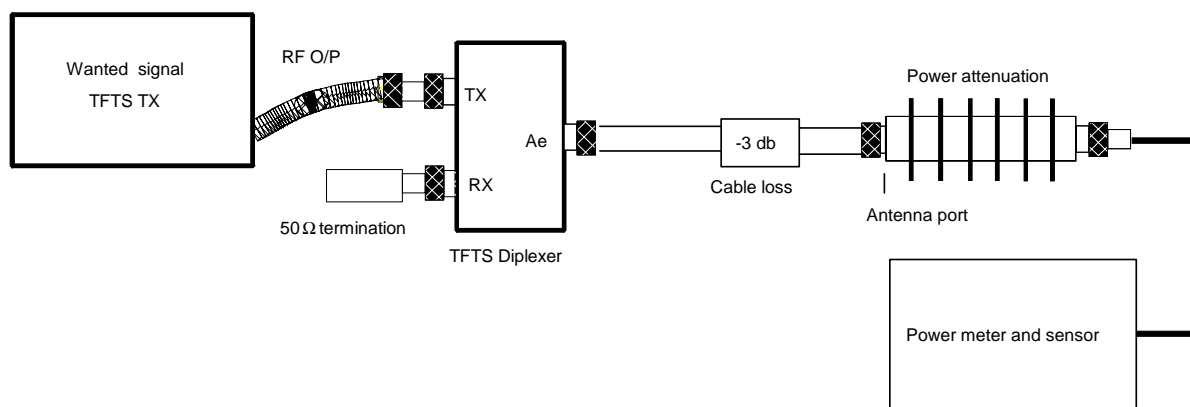 Wanted signal
TFTS TX
RF O/P
TX
Ae
RX
50Ω termination
TFTS Diplexer
-3 db
Cable loss
Power attenuation
Antenna port
Power meter and sensor